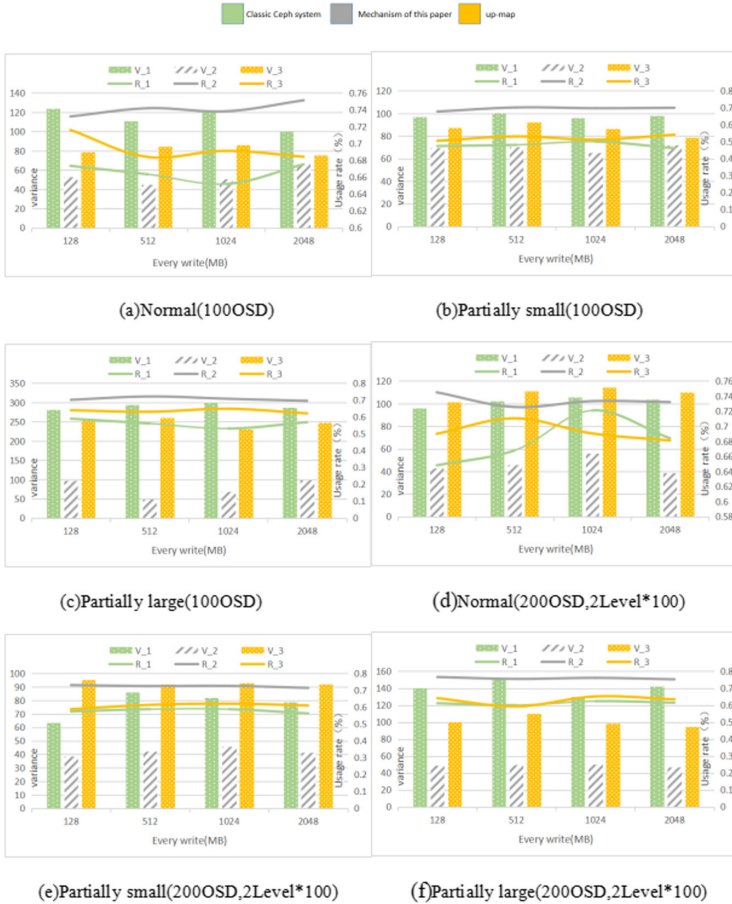 Classic Ceph system Mechanism of this paper up-map
V_1 V_2 V_3
R_1 R_2 R_3
140
120
100
80
60
40
20
0
variance
0.76
0.74
0.72
0.7
0.68
0.66
0.64
0.62
0.6
Usage rate (%)
128 512 1024 2048
Every write(MB)
(a)Normal(100OSD)
V_1 V_2 V_3
R_1 R_2 R_3
120
100
80
60
40
20
0
variance
0.8
0.7
0.6
0.5
0.4
0.3
0.2
0.1
0
Usage rate (%)
128 512 1024 2048
Every write(MB)
(b)Partially small(100OSD)
V_1 V_2 V_3
R_1 R_2 R_3
350
300
250
200
150
100
50
0
variance
0.8
0.7
0.6
0.5
0.4
0.3
0.2
0.1
0
Usage rate (%)
128 512 1024 2048
Every write(MB)
(c)Partially large(100OSD)
V_1 V_2 V_3
R_1 R_2 R_3
120
100
80
60
40
20
0
variance
0.76
0.74
0.72
0.7
0.68
0.66
0.64
0.62
0.6
0.58
Usage rate (%)
128 512 1024 2048
Every write(MB)
(d)Normal(200OSD,2Level*100)
V_1 V_2 V_3
R_1 R_2 R_3
100
90
80
70
60
50
40
30
20
10
0
variance
0.8
0.7
0.6
0.5
0.4
0.3
0.2
0.1
0
Usage rate (%)
128 512 1024 2048
Every write(MB)
(e)Partially small(200OSD,2Level*100)
V_1 V_2 V_3
R_1 R_2 R_3
160
140
120
100
80
60
40
20
0
variance
0.8
0.7
0.6
0.5
0.4
0.3
0.2
0.1
0
Usage rate (%)
128 512 1024 2048
Every write(MB)
(f)Partially large(200OSD,2Level*100)